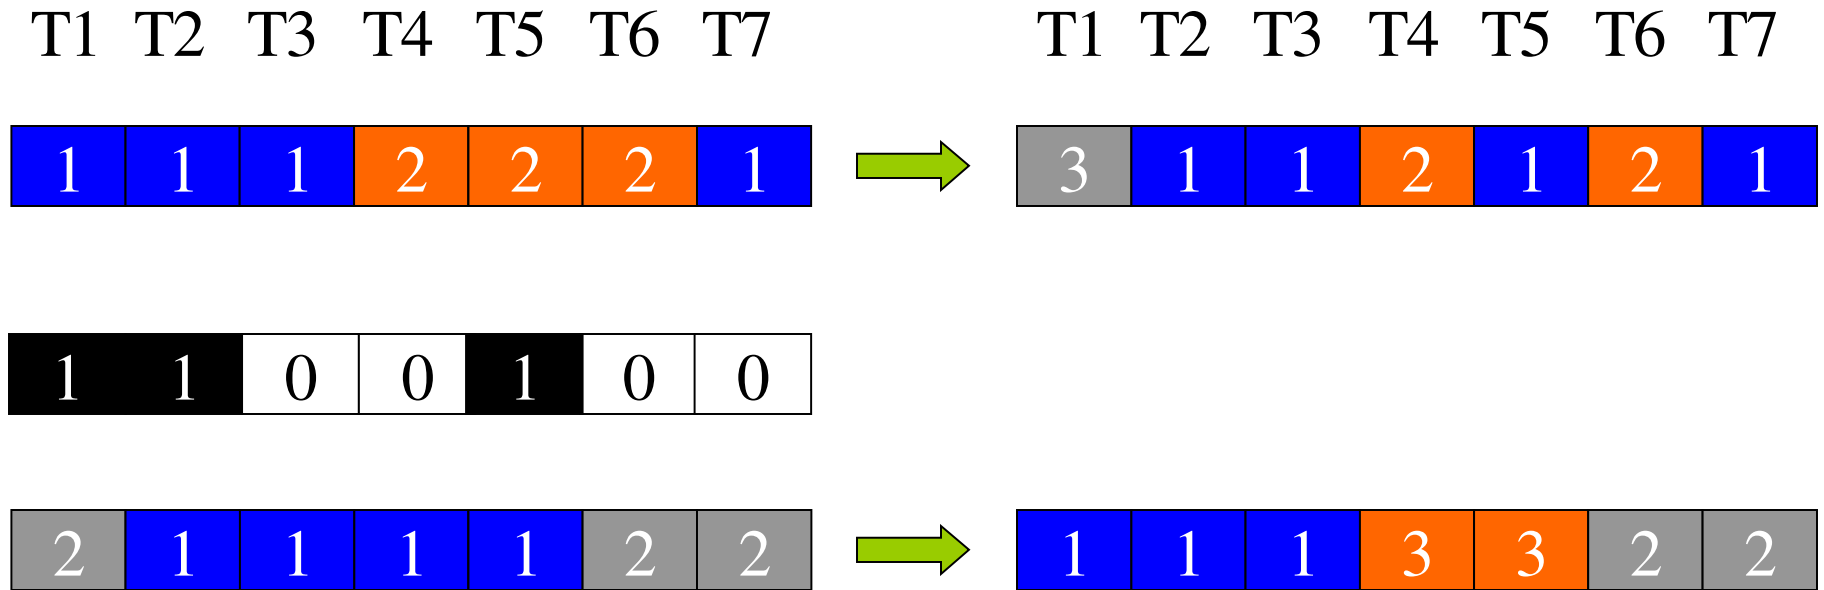 T1 T2 T3 T4 T5 T6 T7 T1 T2 T3 T4 T5 T6 T7
1 1 1 2 2 2 1 3 1 1 2 1 2 1
1 1 0 0 1 0 0
2 1 1 1 1 2 2 1 1 1 3 3 2 2